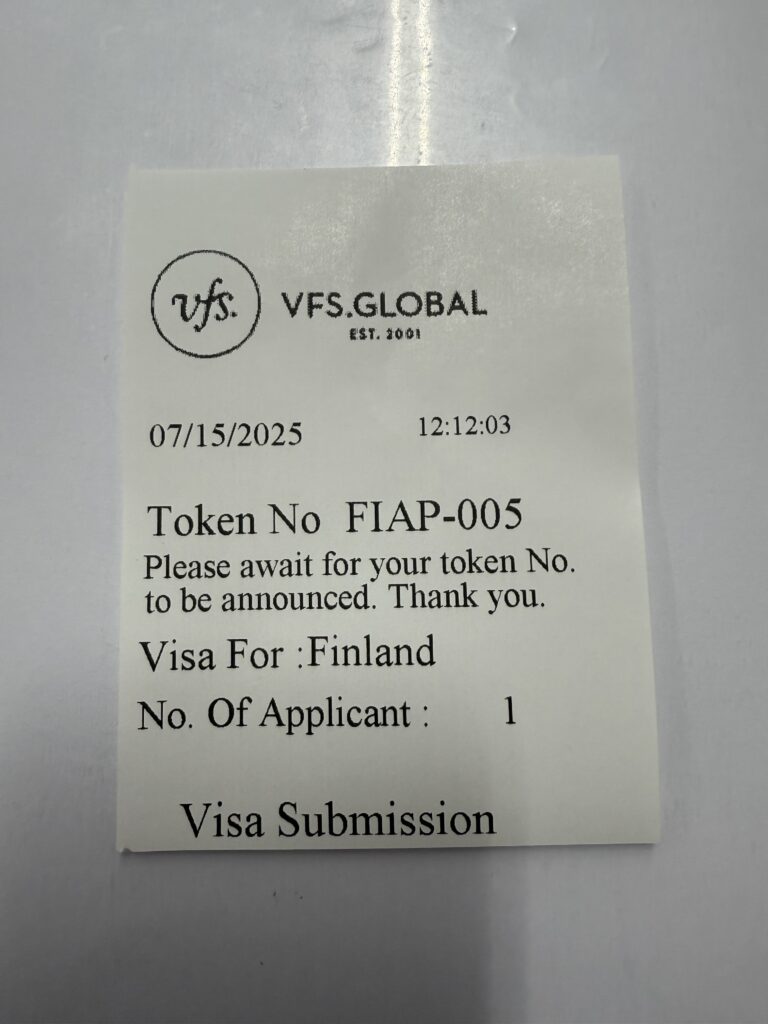 vfs. VFS.GLOBAL
EST. 2001
07/15/2025 12:12:03
Token No FIAP-005
Please await for your token No.
to be announced. Thank you.
Visa For :Finland
No. Of Applicant : 1
Visa Submission